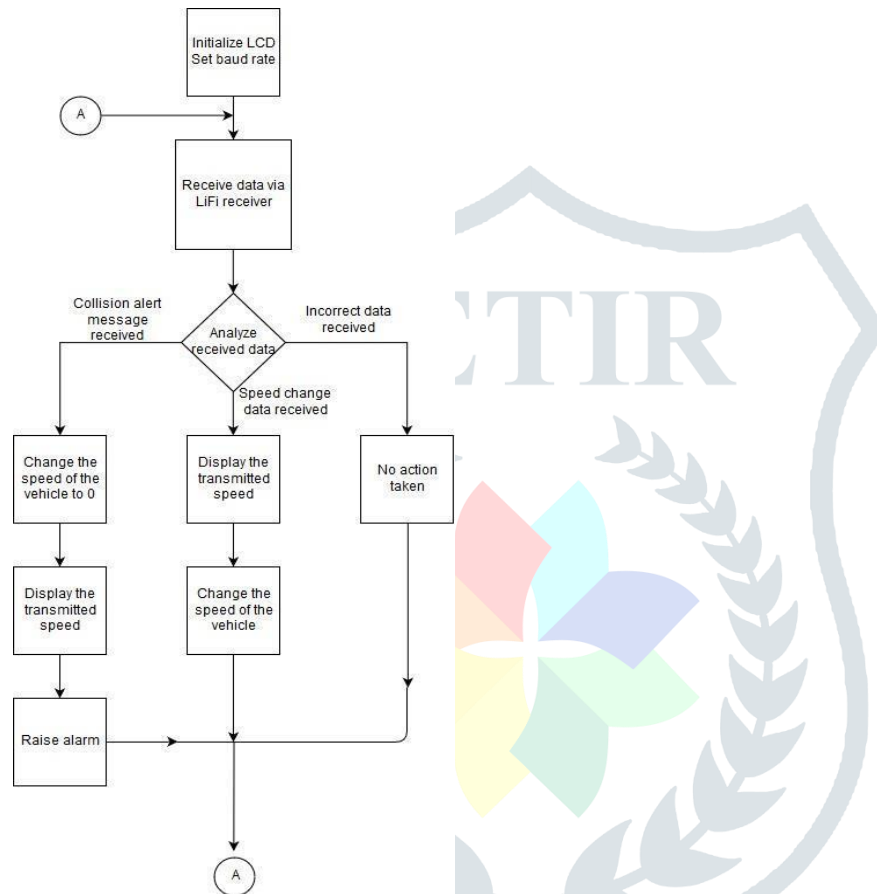 Initialize LCD
Set baud rate
A
Receive data via
LiFi receiver
Collision alert
message
received
Incorrect data
received
Analyze
received data
Speed change
data received
Change the
speed of the
vehicle to 0
Display the
transmitted
speed
No action
taken
Display the
transmitted
speed
Change the
speed of the
vehicle
Raise alarm
A